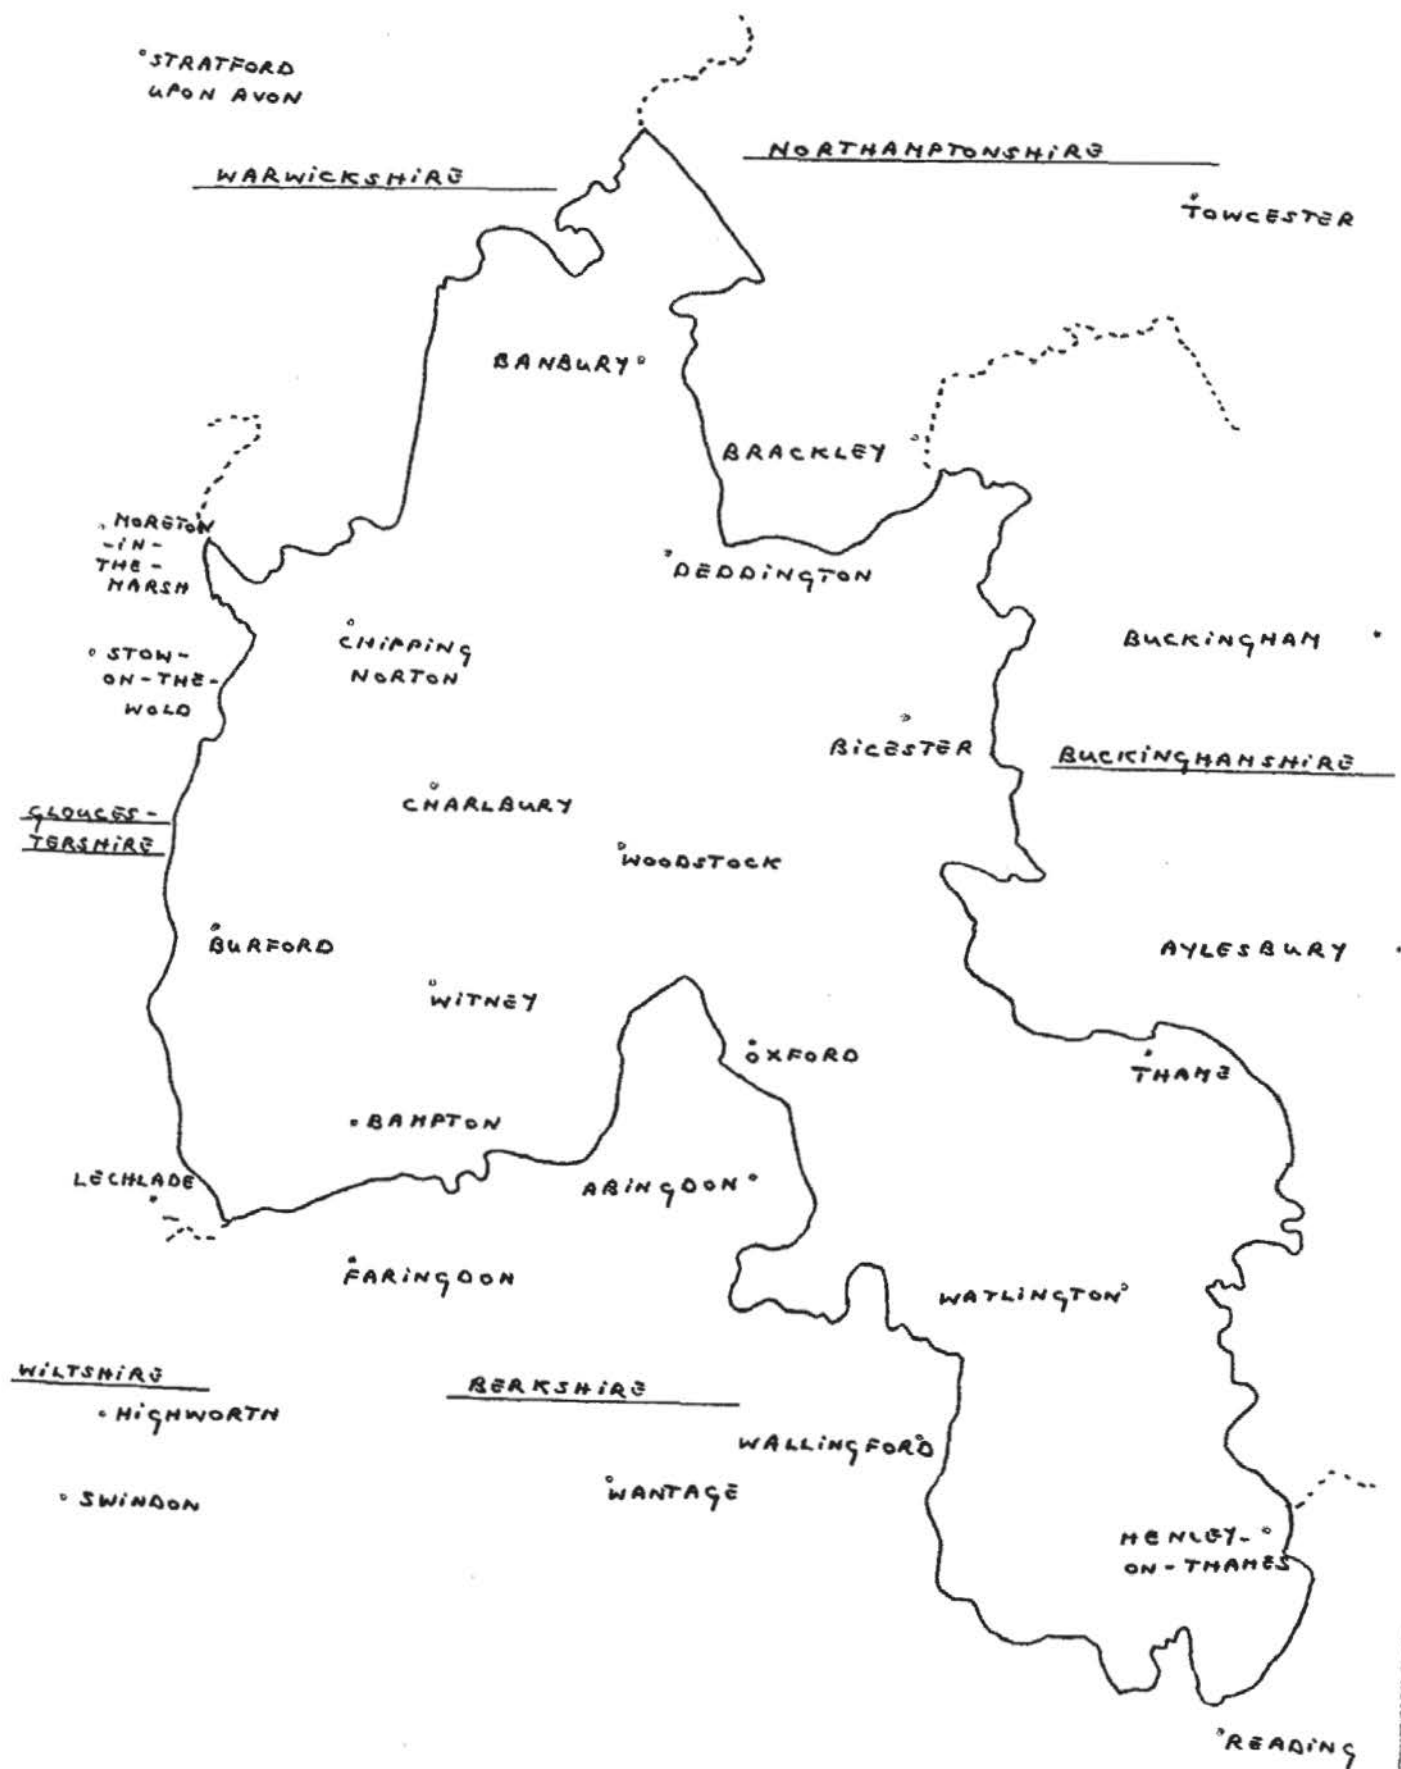 STRATFORD
UPON AVON
NORTHAMPTONSHIRE
WARWICKSHIRE
TOWCESTER
BANBURY
BRACKLEY
MORETON
-IN-
THE-
MARSH
DEDDINGTON
CHIPPING
NORTON
BUCKINGHAM
STOW-
ON-THE-
WOLD
BICESTER
BUCKINGHAMSHIRE
CHARLBURY
GLOUCES-
TERSHIRE
WOODSTOCK
BURFORD
AYLESBURY
WITNEY
OXFORD
THAME
BAMPTON
LECHLADE
ABINGDON
FARINGDON
WATLINGTON
WILTSHIRE
BERKSHIRE
HIGHWORTH
WALLINGFORD
SWINDON
WANTAGE
HENLEY-
ON-THAMES
READING